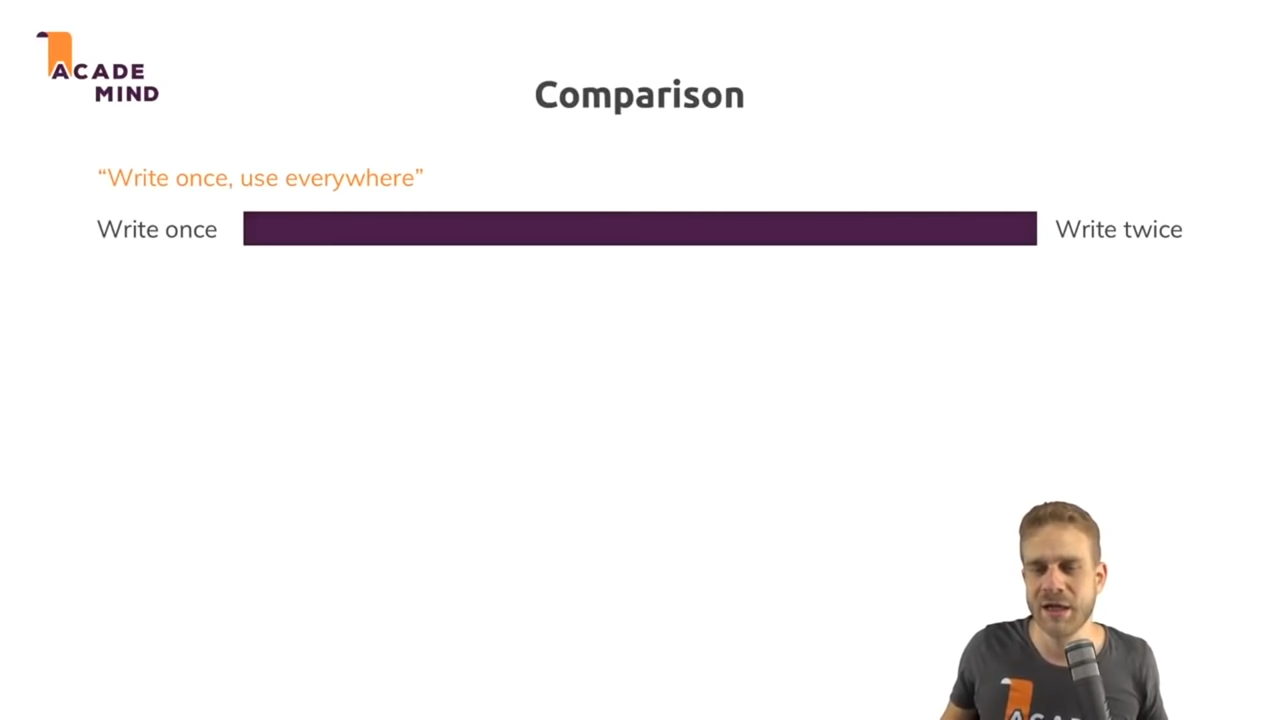 ACADE
MIND
Comparison
“Write once, use everywhere”
Write once
Write twice